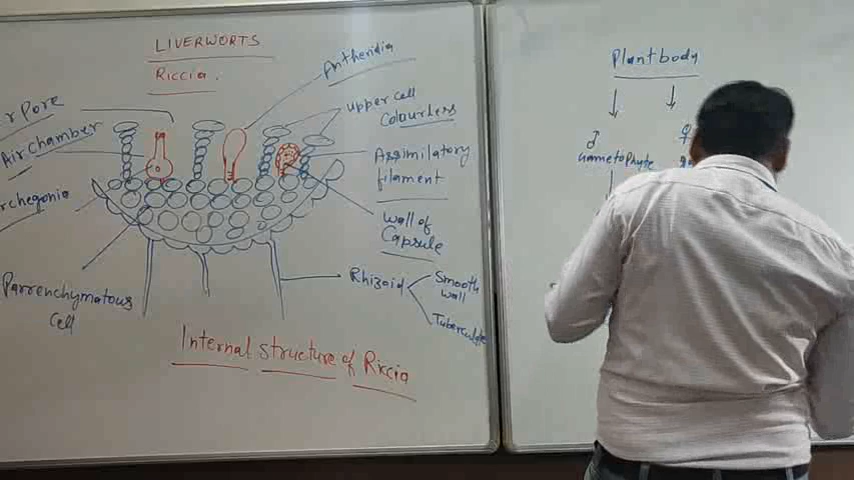 LIVERWORTS
Riccia.
Antheridia
r Pore
upper cell
Colourless
Air chamber
Assimilatory
filament
rchegonia
Wall of
Capsule
Parrenchymatous
Cell
Rhizoid
Smooth
wall
Tuberculate
Internal structure of Riccia
Plant body
♂ ♀
Gametophyte